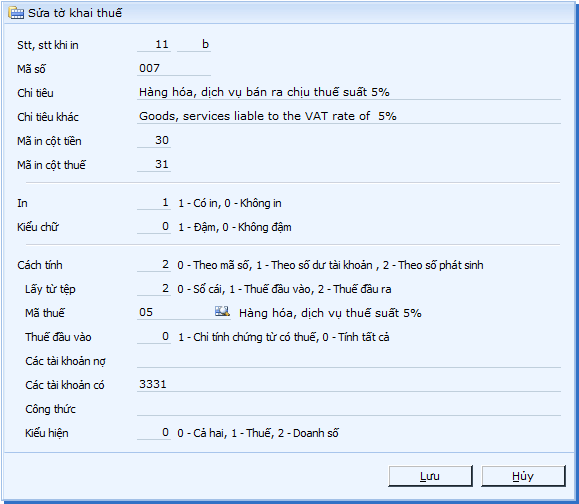 Sửa tờ khai thuế
Stt, stt khi in 11 b
Mã số 007
Chỉ tiêu Hàng hóa, dịch vụ bán ra chịu thuế suất 5%
Chỉ tiêu khác Goods, services liable to the VAT rate of 5%
Mã in cột tiền 30
Mã in cột thuế 31
In 1 1 - Có in, 0 - Không in
Kiểu chữ 0 1 - Đậm, 0 - Không đậm
Cách tính 2 0 - Theo mã số, 1 - Theo số dư tài khoản , 2 - Theo số phát sinh
Lấy từ tệp 2 0 - Sổ cái, 1 - Thuế đầu vào, 2 - Thuế đầu ra
Mã thuế 05 Hàng hóa, dịch vụ thuế suất 5%
Thuế đầu vào 0 1 - Chỉ tính chứng từ có thuế, 0 - Tính tất cả
Các tài khoản nợ
Các tài khoản có 3331
Công thức
Kiểu hiện 0 0 - Cả hai, 1 - Thuế, 2 - Doanh số
Lưu Hủy